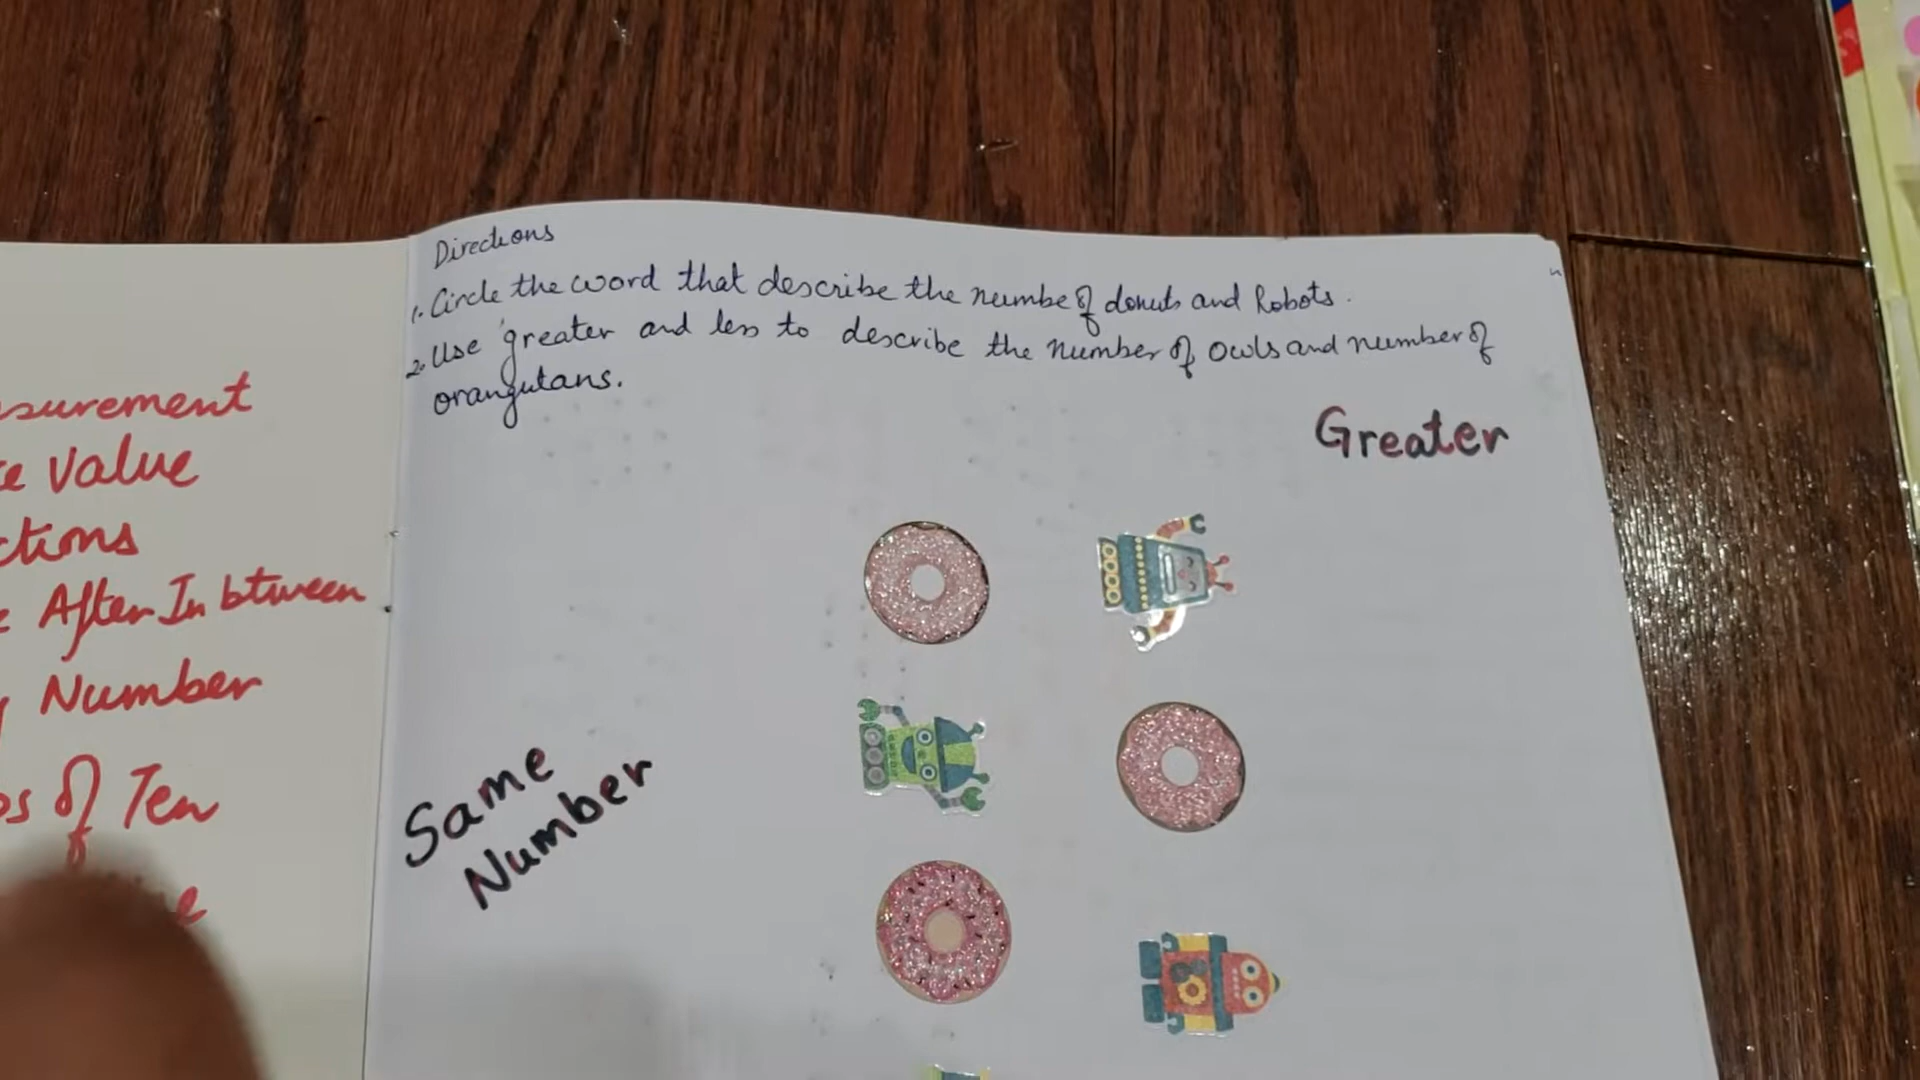 Directions
1. Circle the word that describe the numbe of donuts and Robots.
2. Use greater and less to describe the number of owls and number of
orangutans.
Greater
surement
Value
ctions
After In btween
Number
Same
Number
of Ten